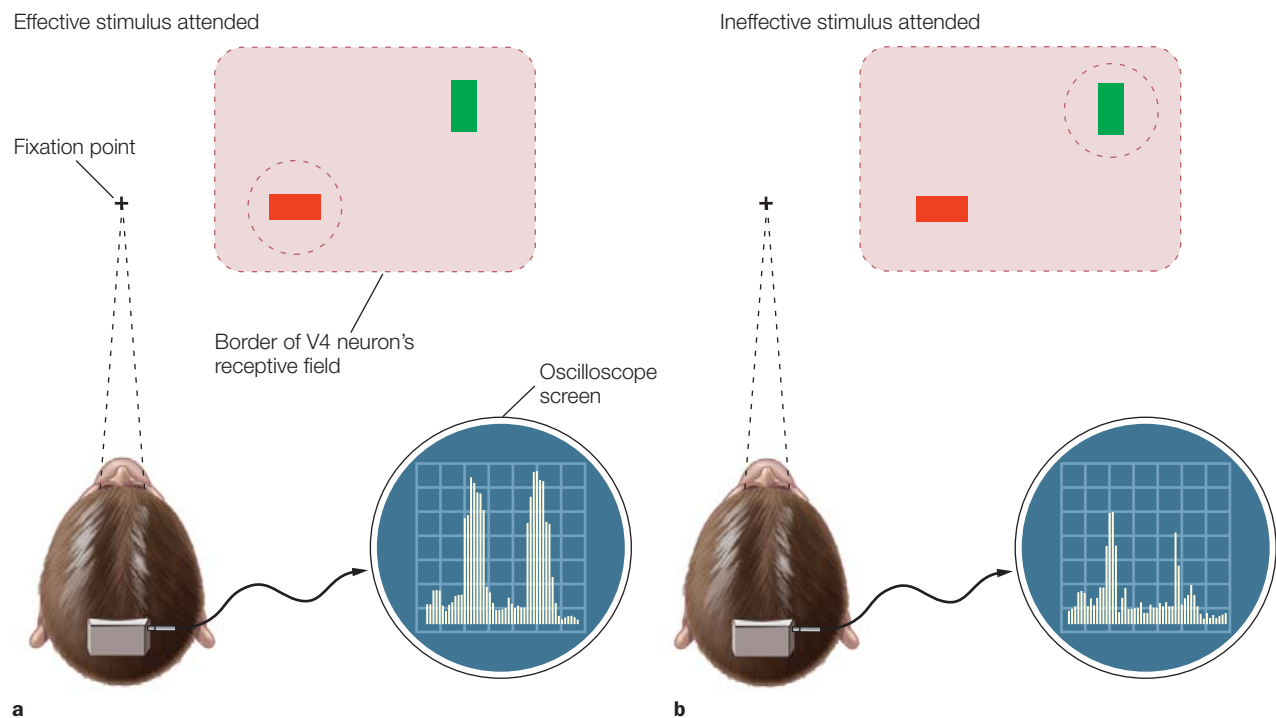 Effective stimulus attended
Ineffective stimulus attended
Fixation point
+
+
Border of V4 neuron's
receptive field
Oscilloscope
screen
a
b